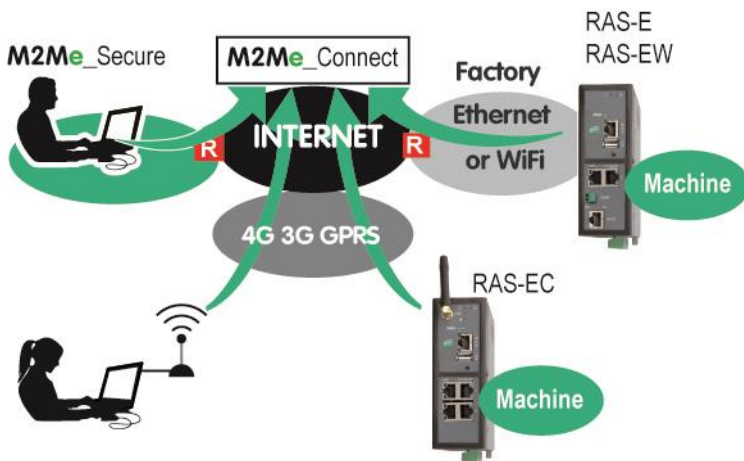 RAS-E
RAS-EW
M2Me_Secure
M2Me_Connect
Factory
Ethernet
or WiFi
INTERNET
R
R
Machine
4G 3G GPRS
RAS-EC
Machine